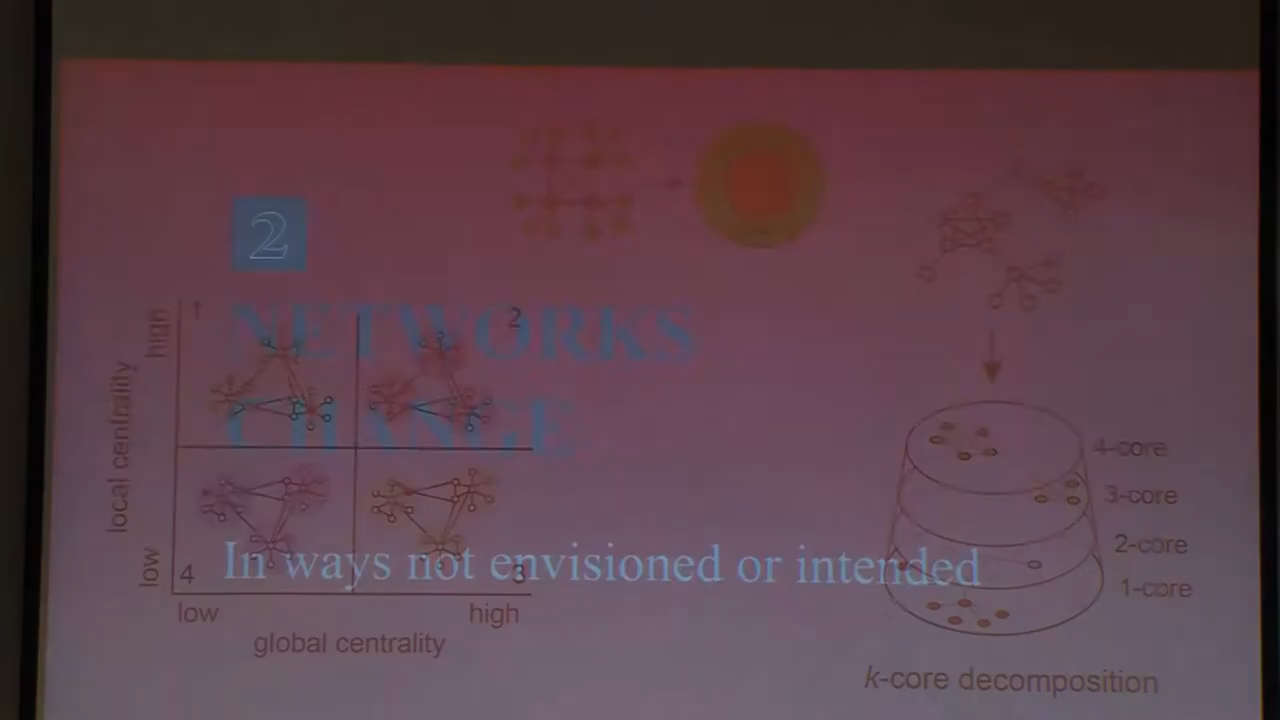 2
NETWORKS
CHANGE
In ways not envisioned or intended
high
local centrality
low
1
2
4
3
low
high
global centrality
4-core
3-core
2-core
1-core
k-core decomposition